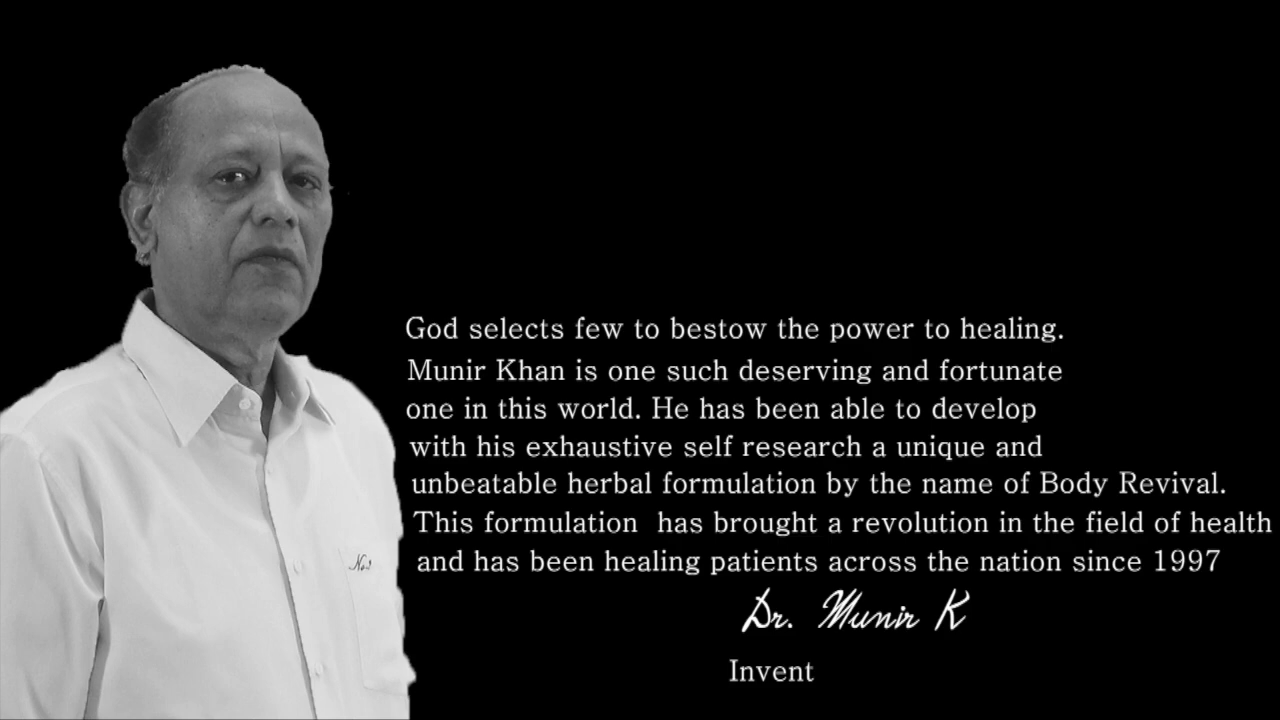 God selects few to bestow the power to healing.
Munir Khan is one such deserving and fortunate
one in this world. He has been able to develop
with his exhaustive self research a unique and
unbeatable herbal formulation by the name of Body Revival.
This formulation has brought a revolution in the field of health
and has been healing patients across the nation since 1997
Dr. Munir K
Invent